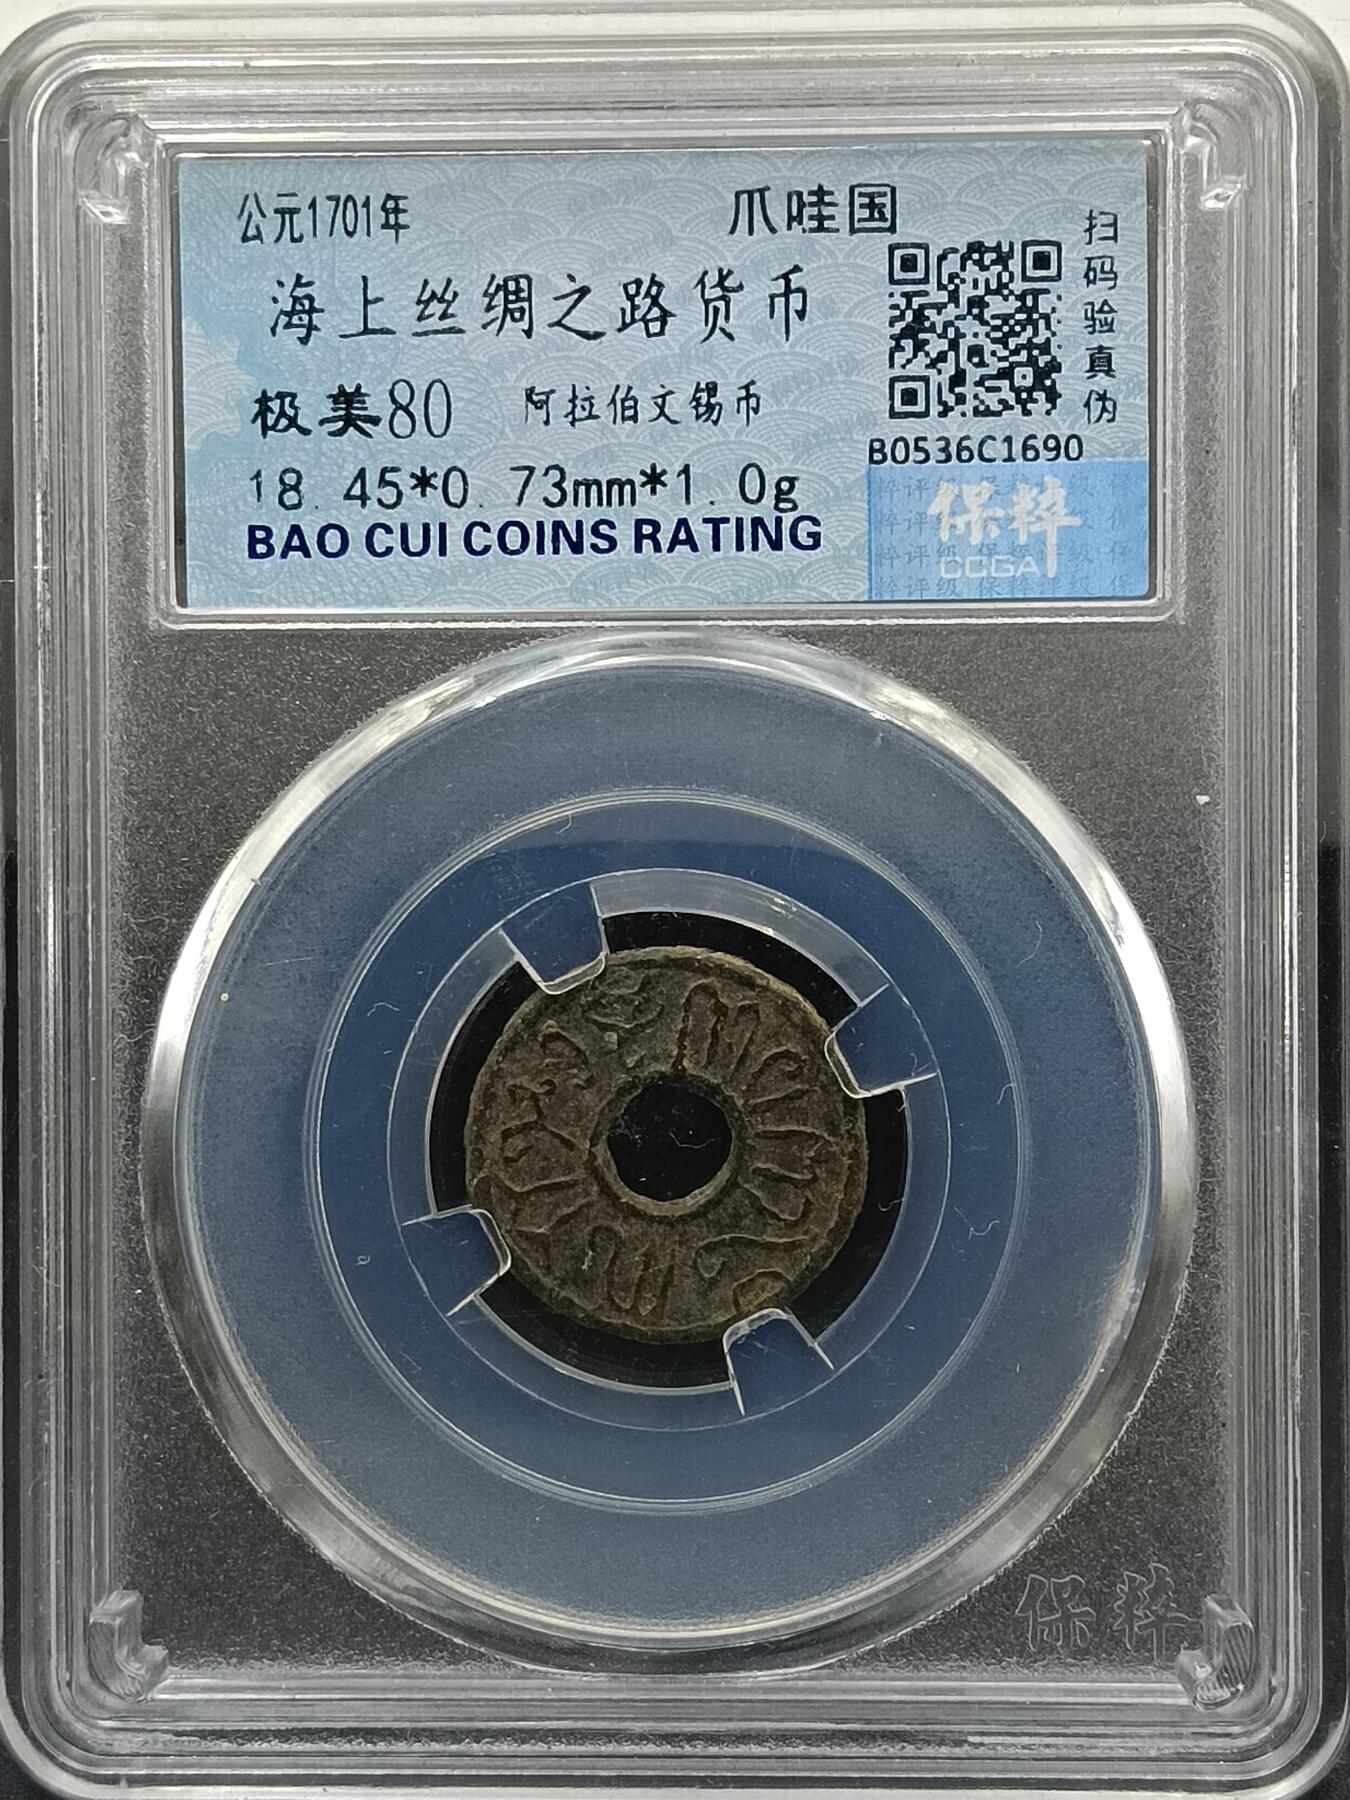 公元1701年 爪哇国
海上丝绸之路货币
极美80 阿拉伯文锡币
18.45*0.73mm*1.0g
BAO CUI COINS RATING
扫码验真伪
B0536C1690
保粹
CCGA
保粹